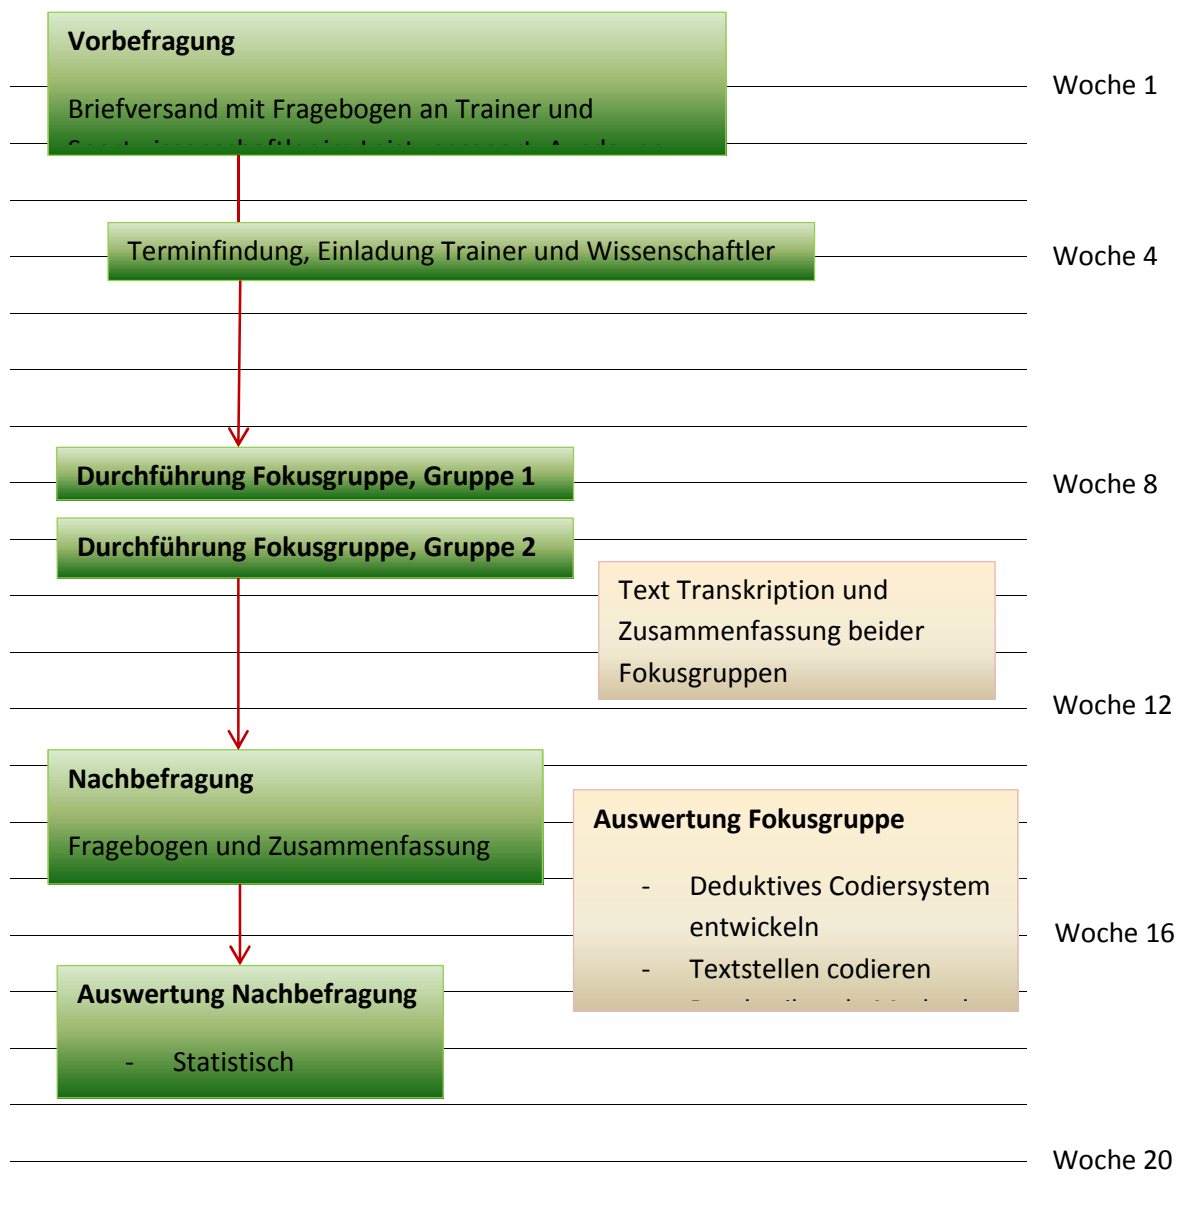 Vorbefragung
Woche 1
Briefversand mit Fragebogen an Trainer und
Terminfindung, Einladung Trainer und Wissenschaftler
Woche 4
Durchführung Fokusgruppe, Gruppe 1
Woche 8
Durchführung Fokusgruppe, Gruppe 2
Text Transkription und
Zusammenfassung beider
Fokusgruppen
Woche 12
Nachbefragung
Fragebogen und Zusammenfassung
Auswertung Fokusgruppe
- Deduktives Codiersystem
entwickeln
- Textstellen codieren
Woche 16
Auswertung Nachbefragung
- Statistisch
Woche 20